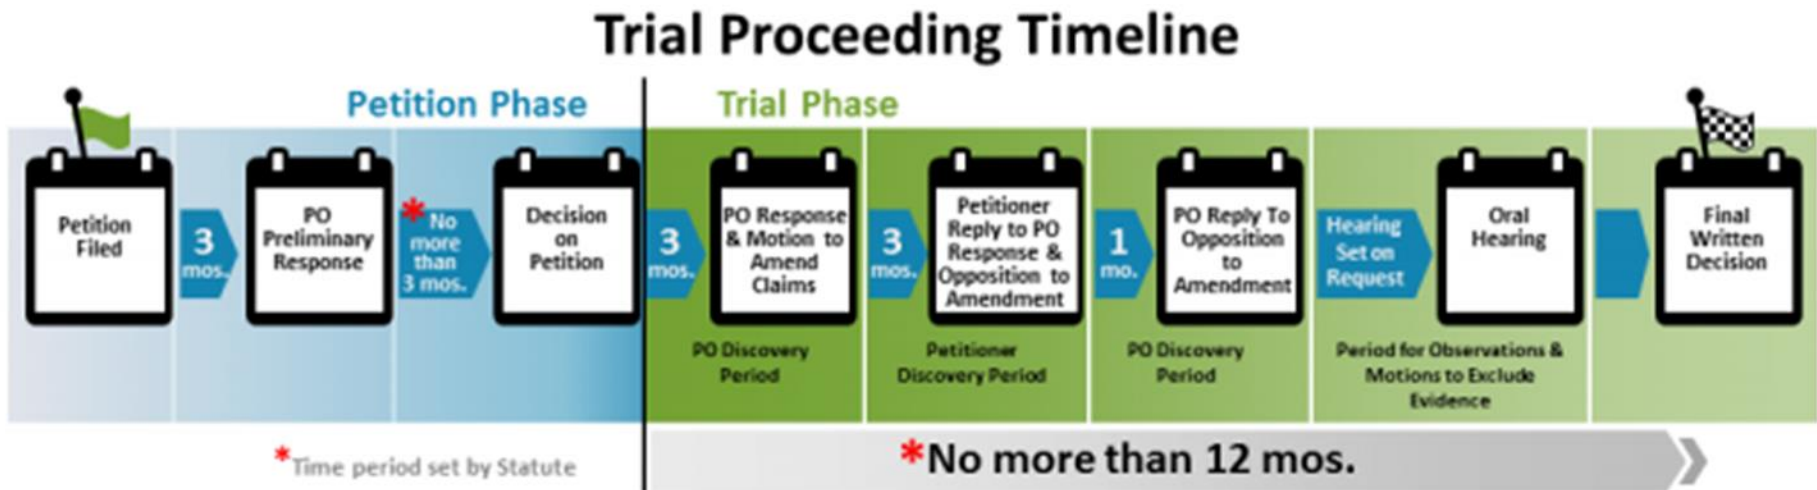 Trial Proceeding Timeline
Petition Phase
Trial Phase
Petition
Filed
3
mos.
PO
Preliminary
Response
*No
more
than
3 mos.
Decision
on
Petition
3
mos.
PO Response
& Motion to
Amend
Claims
PO Discovery
Period
3
mos.
Petitioner
Reply to PO
Response &
Opposition to
Amendment
Petitioner
Discovery Period
1
mo.
PO Reply To
Opposition
to
Amendment
PO Discovery
Period
Hearing
Set on
Request
Oral
Hearing
Period for Observations &
Motions to Exclude
Evidence
Final
Written
Decision
*Time period set by Statute
*No more than 12 mos.